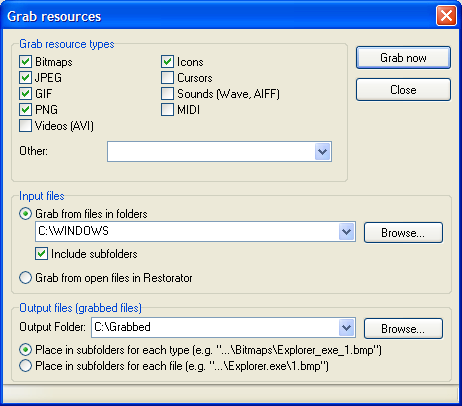 Grab resources
Grab resource types
Bitmaps
JPEG
GIF
PNG
Videos (AVI)
Icons
Cursors
Sounds (Wave, AIFF)
MIDI
Other:
Grab now
Close
Input files
Grab from files in folders
C:\WINDOWS
Browse...
Include subfolders
Grab from open files in Restorator
Output files (grabbed files)
Output Folder: C:\Grabbed
Browse...
Place in subfolders for each type (e.g. "...\Bitmaps\Explorer_exe_1.bmp")
Place in subfolders for each file (e.g. "...\Explorer.exe\1.bmp")